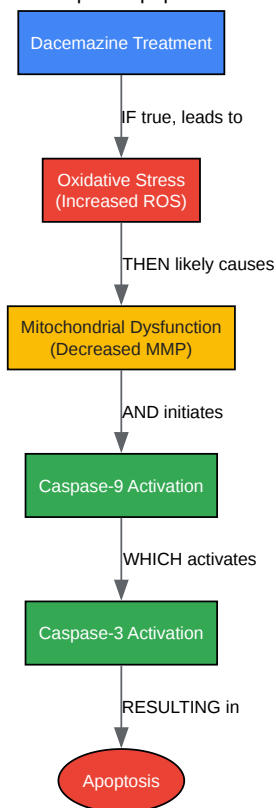 Dacemazine Treatment
IF true, leads to
Oxidative Stress
(Increased ROS)
THEN likely causes
Mitochondrial Dysfunction
(Decreased MMP)
AND initiates
Caspase-9 Activation
WHICH activates
Caspase-3 Activation
RESULTING in
Apoptosis